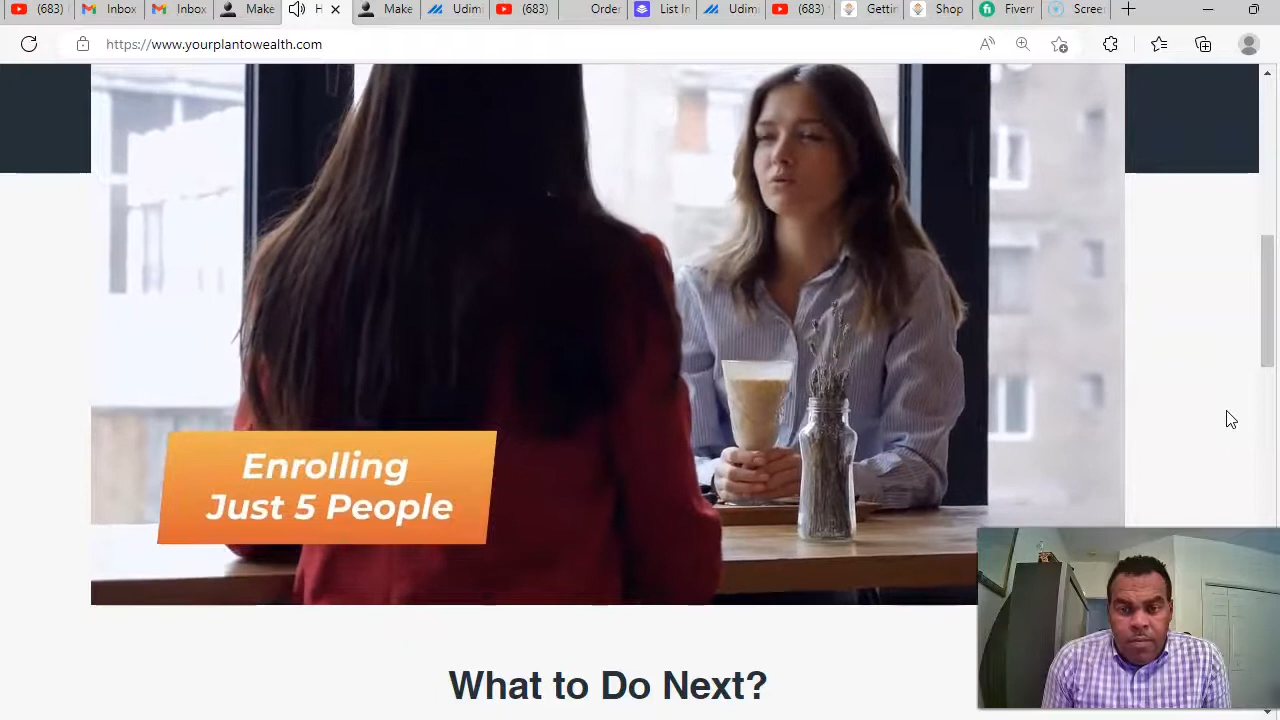 (683)
Inbox
Inbox
Make
H
Make
Udim
(683)
Order
List In
Udim
(683)
Gettin
Shop
Fiverr
Scree
https://www.yourplantowealth.com
Enrolling
Just 5 People
What to Do Next?